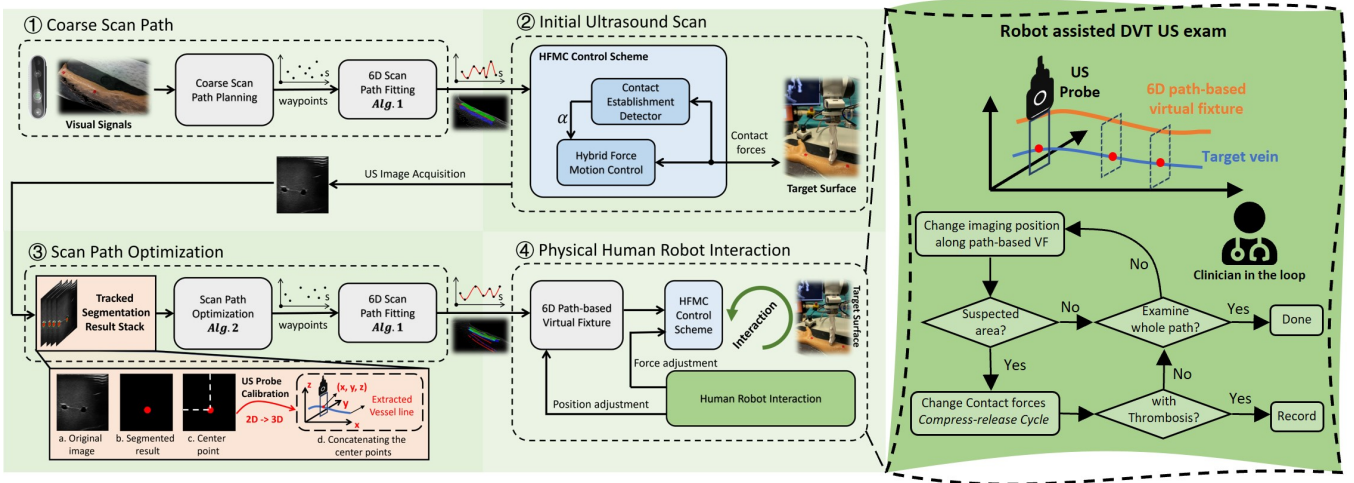 ① Coarse Scan Path
Visual Signals
Coarse Scan
Path Planning
S
waypoints
6D Scan
Path Fitting
Alg. 1
S
② Initial Ultrasound Scan
HFMC Control Scheme
Contact
Establishment
Detector
α
Hybrid Force
Motion Control
Contact
forces
Target Surface
US Image Acquisition
③ Scan Path Optimization
Tracked
Segmentation
Result Stack
Scan Path
Optimization
Alg. 2
S
waypoints
6D Scan
Path Fitting
Alg. 1
S
a. Original
image
b. Segmented
result
c. Center
point
US Probe
Calibration
2D -> 3D
z
(x, y, z)
y
x
Extracted
Vessel line
d. Concatenating the
center points
④ Physical Human Robot Interaction
6D Path-based
Virtual Fixture
HFMC
Control
Scheme
Interaction
Target Surface
Force adjustment
Position adjustment
Human Robot Interaction
Robot assisted DVT US exam
US
Probe
6D path-based
virtual fixture
Target vein
Clinician in the loop
Change imaging position
along path-based VF
No
Suspected
area?
No
Examine
whole path?
Yes
Done
Yes
No
Change Contact forces
Compress-release Cycle
with
Thrombosis?
Yes
Record